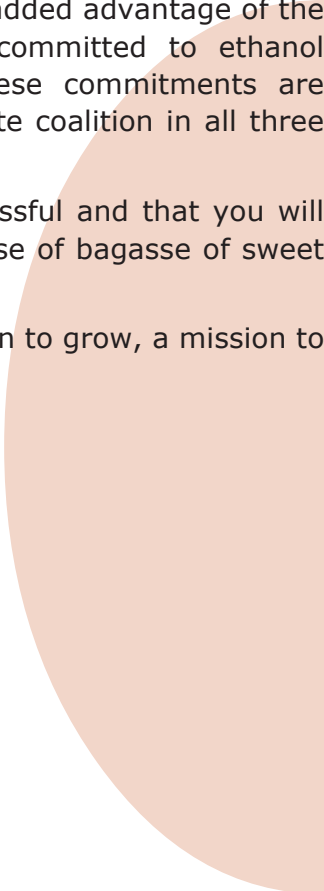 added advantage of the
committed to ethanol
ese commitments are
te coalition in all three
ssful and that you will
se of bagasse of sweet
n to grow, a mission to